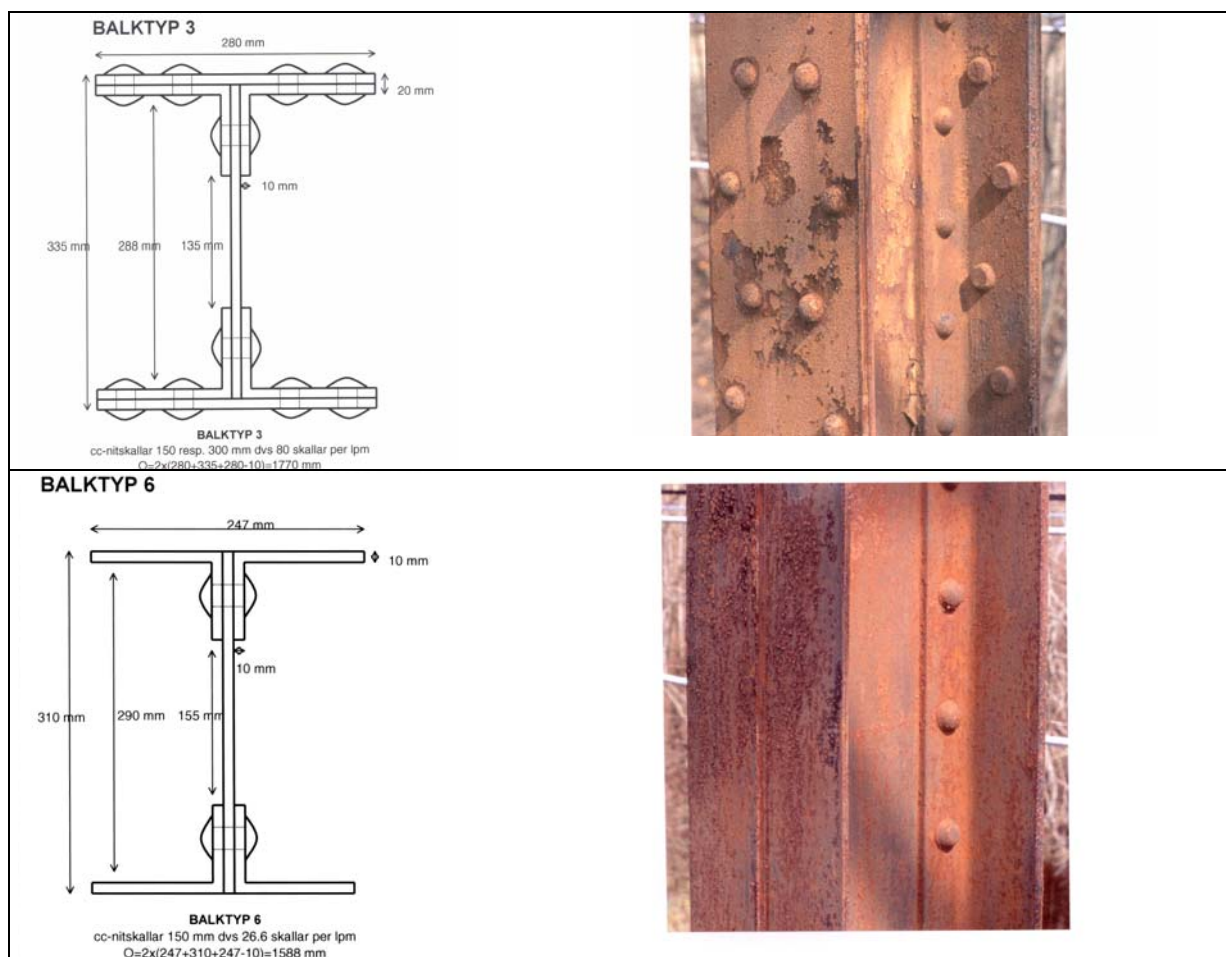 BALKTYP 3
280 mm
20 mm
10 mm
335 mm
288 mm
135 mm
BALKTYP 3
cc-nitskallar 150 resp. 300 mm dvs 80 skallar per lpm
O=2x(280+335+280-10)=1770 mm
BALKTYP 6
247 mm
10 mm
10 mm
310 mm
290 mm
155 mm
BALKTYP 6
cc-nitskallar 150 mm dvs 26.6 skallar per lpm
O=2x(247+310+247-10)=1588 mm